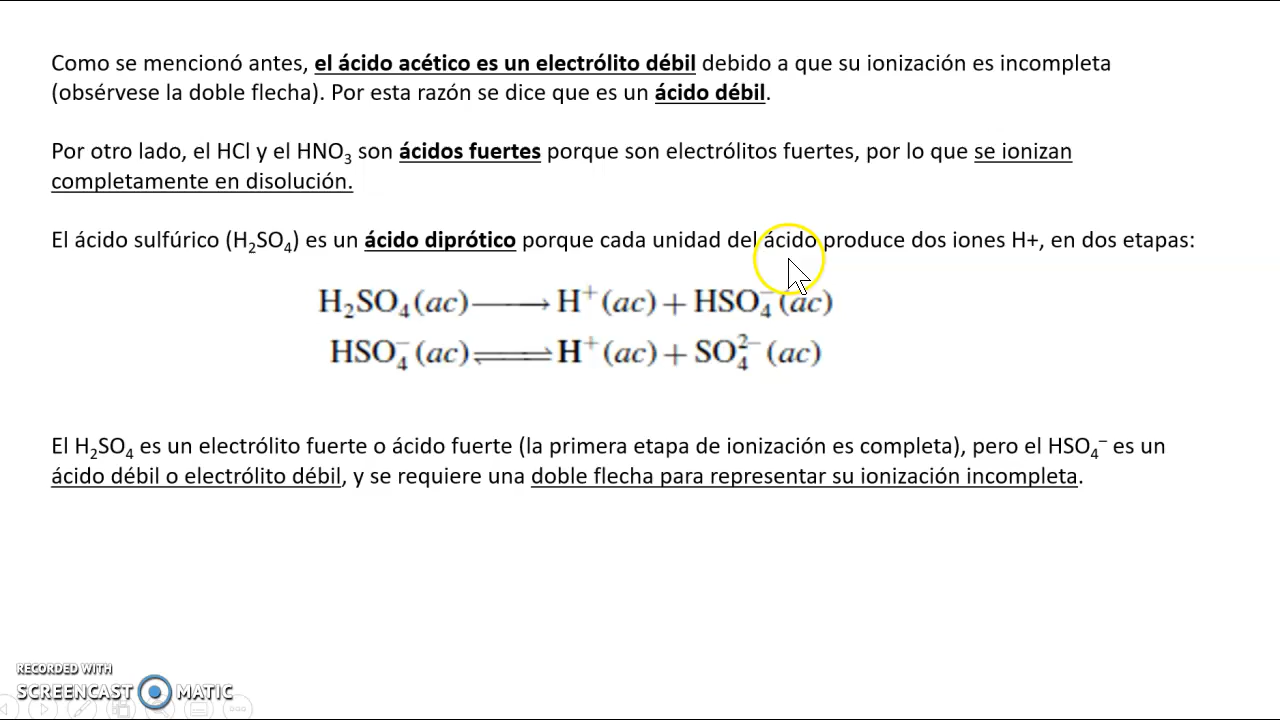 Como se mencionó antes, el ácido acético es un electrólito débil debido a que su ionización es incompleta
(obsérvese la doble flecha). Por esta razón se dice que es un ácido débil.
Por otro lado, el HCl y el HNO₃ son ácidos fuertes porque son electrólitos fuertes, por lo que se ionizan
completamente en disolución.
El ácido sulfúrico (H₂SO₄) es un ácido diprótico porque cada unidad del ácido produce dos iones H+, en dos etapas:
H₂SO₄(ac) ⟶ H⁺(ac) + HSO₄⁻(ac)
HSO₄⁻(ac) ⇌ H⁺(ac) + SO₄²⁻(ac)
El H₂SO₄ es un electrólito fuerte o ácido fuerte (la primera etapa de ionización es completa), pero el HSO₄⁻ es un
ácido débil o electrólito débil, y se requiere una doble flecha para representar su ionización incompleta.
RECORDED WITH
SCREENCAST MATIC